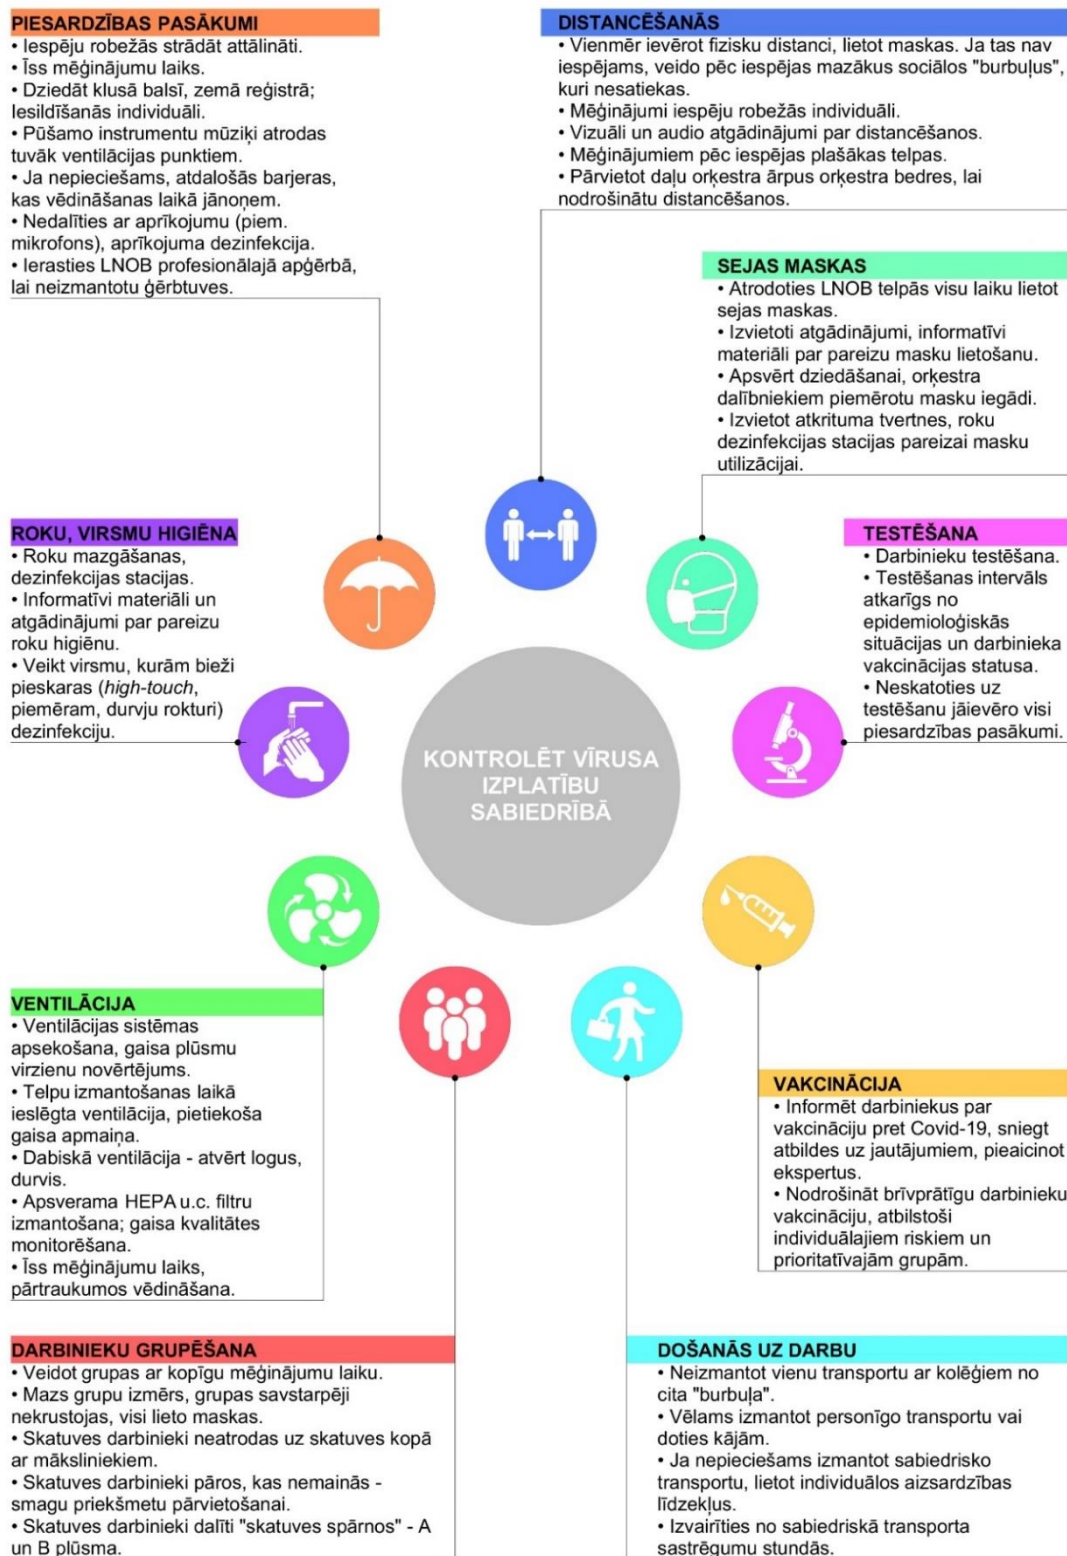 PIESARDZĪBAS PASĀKUMI
• Iespēju robežās strādāt attālināti.
• Īss mēģinājumu laiks.
• Dziedāt klusā balsī, zemā reģistrā;
Iesildīšanās individuāli.
• Pūšamo instrumentu mūziķi atrodas
tuvāk ventilācijas punktiem.
• Ja nepieciešams, atdalošās barjeras,
kas vēdināšanas laikā jānoņem.
• Nedalīties ar aprīkojumu (piem.
mikrofons), aprīkojuma dezinfekcija.
• Ierasties LNOB profesionālajā apģērbā,
lai neizmantotu ģērbtuves.
DISTANCĒŠANĀS
• Vienmēr ievērot fizisku distanci, lietot maskas. Ja tas nav
iespējams, veido pēc iespējas mazākus sociālos "burbuļus",
kuri nesatiekas.
• Mēģinājumi iespēju robežās individuāli.
• Vizuāli un audio atgādinājumi par distancēšanos.
• Mēģinājumiem pēc iespējas plašākas telpas.
• Pārvietot daļu orķestra ārpus orķestra bedres, lai
nodrošinātu distancēšanos.
SEJAS MASKAS
• Atrodoties LNOB telpās visu laiku lietot
sejas maskas.
• Izvietoti atgādinājumi, informatīvi
materiāli par pareizu masku lietošanu.
• Apsvērt dziedāšanai, orķestra
dalībniekiem piemērotu masku iegādi.
• Izvietot atkrituma tvertnes, roku
dezinfekcijas stacijas pareizai masku
utilizācijai.
ROKU, VIRSMU HIGIĒNA
• Roku mazgāšanas,
dezinfekcijas stacijas.
• Informatīvi materiāli un
atgādinājumi par pareizu
roku higiēnu.
• Veikt virsmu, kurām bieži
pieskaras (high-touch,
piemēram, durvju rokturi)
dezinfekciju.
TESTĒŠANA
• Darbinieku testēšana.
• Testēšanas intervāls
atkarīgs no
epidemioloģiskās
situācijas un darbinieka
vakcinācijas statusa.
• Neskatoties uz
testēšanu jāievēro visi
piesardzības pasākumi.
KONTROLĒT VĪRUSA
IZPLATĪBU
SABIEDRĪBĀ
VENTILĀCIJA
• Ventilācijas sistēmas
apsekošana, gaisa plūsmu
virzienu novērtējums.
• Telpu izmantošanas laikā
ieslēgta ventilācija, pietiekoša
gaisa apmaiņa.
• Dabiskā ventilācija - atvērt logus,
durvis.
• Apsverama HEPA u.c. filtru
izmantošana; gaisa kvalitātes
monitorēšana.
• Īss mēģinājumu laiks,
pārtraukumos vēdināšana.
VAKCINĀCIJA
• Informēt darbiniekus par
vakcināciju pret Covid-19, sniegt
atbildes uz jautājumiem, pieaicinot
ekspertus.
• Nodrošināt brīvprātīgu darbinieku
vakcināciju, atbilstoši
individuālajiem riskiem un
prioritatīvajām grupām.
DARBINIEKU GRUPĒŠANA
• Veidot grupas ar kopīgu mēģinājumu laiku.
• Mazs grupu izmērs, grupas savstarpēji
nekrustojas, visi lieto maskas.
• Skatuves darbinieki neatrodas uz skatuves kopā
ar māksliniekiem.
• Skatuves darbinieki pāros, kas nemainās -
smagu priekšmetu pārvietošanai.
• Skatuves darbinieki dalīti "skatuves spārnos" - A
un B plūsma.
DOŠANĀS UZ DARBU
• Neizmantot vienu transportu ar kolēģiem no
cita "burbuļa".
• Vēlams izmantot personīgo transportu vai
doties kājām.
• Ja nepieciešams izmantot sabiedrisko
transportu, lietot individuālos aizsardzības
līdzekļus.
• Izvairīties no sabiedriskā transporta
sastrēgumu stundās.